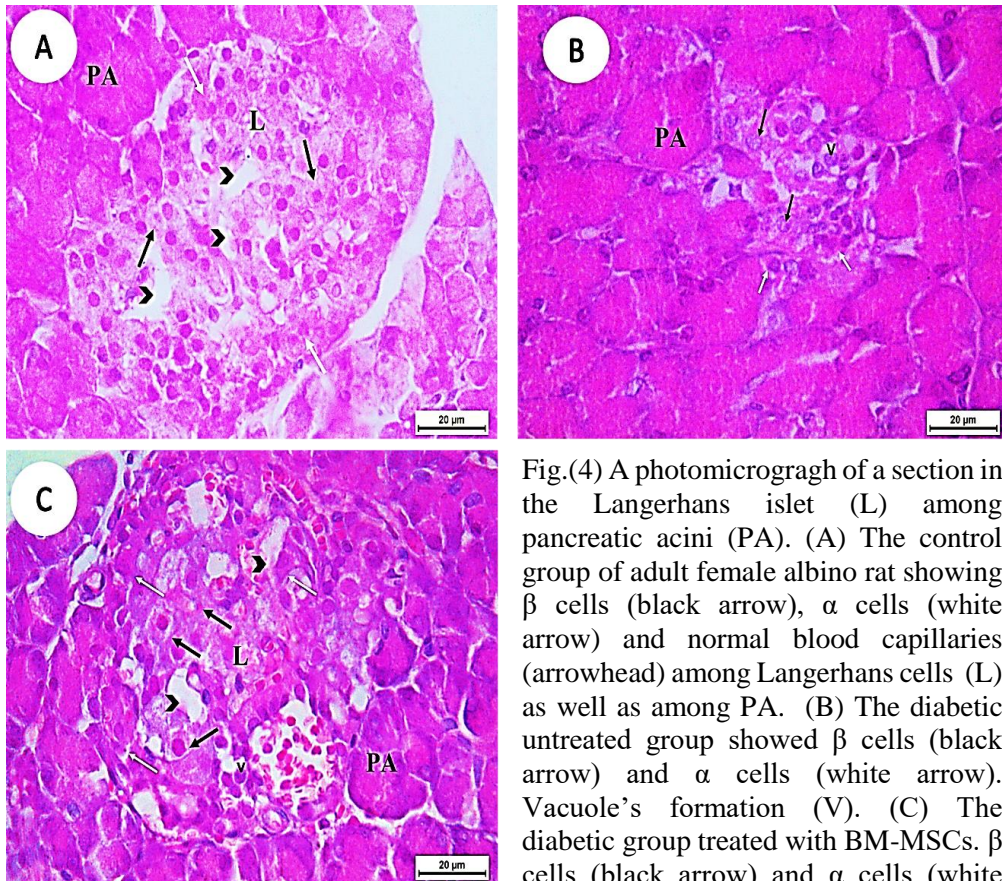 A
PA
L
20 µm
B
PA
V
20 µm
C
L
V
PA
20 µm
Fig.(4) A photomicrogragh of a section in
the Langerhans islet (L) among
pancreatic acini (PA). (A) The control
group of adult female albino rat showing
β cells (black arrow), α cells (white
arrow) and normal blood capillaries
(arrowhead) among Langerhans cells (L)
as well as among PA. (B) The diabetic
untreated group showed β cells (black
arrow) and α cells (white arrow).
Vacuole’s formation (V). (C) The
diabetic group treated with BM-MSCs. β
cells (black arrow) and α cells (white